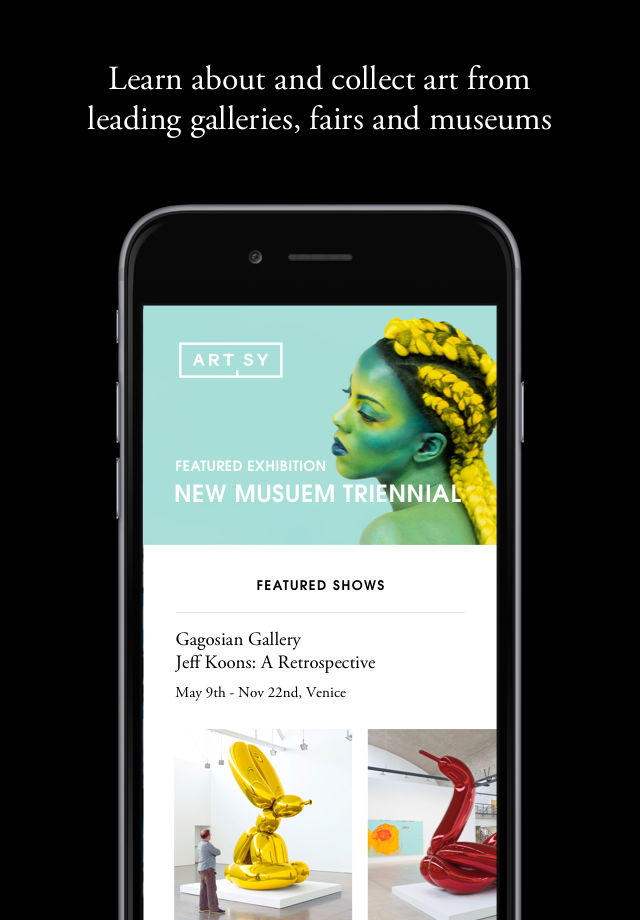 Learn about and collect art from
leading galleries, fairs and museums
ART SY
FEATURED EXHIBITION
NEW MUSUEM TRIENNIAL
FEATURED SHOWS
Gagosian Gallery
Jeff Koons: A Retrospective
May 9th - Nov 22nd, Venice